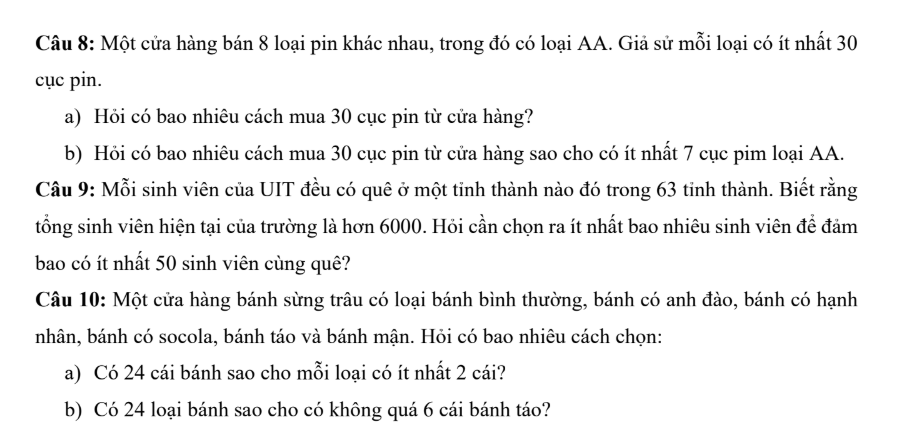 Câu 8: Một cửa hàng bán 8 loại pin khác nhau, trong đó có loại AA. Giả sử mỗi loại có ít nhất 30
cục pin.
a) Hỏi có bao nhiêu cách mua 30 cục pin từ cửa hàng?
b) Hỏi có bao nhiêu cách mua 30 cục pin từ cửa hàng sao cho có ít nhất 7 cục pim loại AA.
Câu 9: Mỗi sinh viên của UIT đều có quê ở một tỉnh thành nào đó trong 63 tỉnh thành. Biết rằng
tổng sinh viên hiện tại của trường là hơn 6000. Hỏi cần chọn ra ít nhất bao nhiêu sinh viên để đảm
bao có ít nhất 50 sinh viên cùng quê?
Câu 10: Một cửa hàng bánh sừng trâu có loại bánh bình thường, bánh có anh đào, bánh có hạnh
nhân, bánh có socola, bánh táo và bánh mận. Hỏi có bao nhiêu cách chọn:
a) Có 24 cái bánh sao cho mỗi loại có ít nhất 2 cái?
b) Có 24 loại bánh sao cho có không quá 6 cái bánh táo?